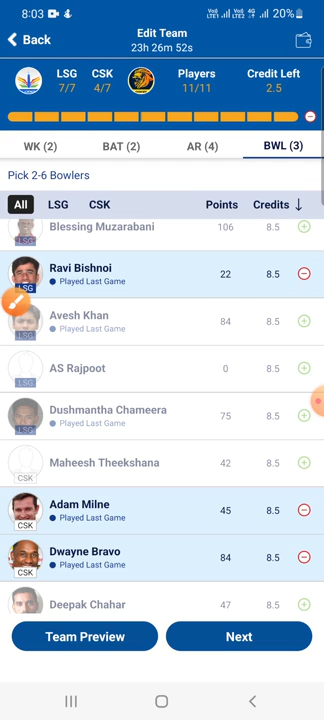 8:03 20%
Edit Team
Back
23h 26m 52s
LSG CSK Players Credit Left
7/7 4/7 11/11 2.5
WK (2) BAT (2) AR (4) BWL (3)
Pick 2-6 Bowlers
All LSG CSK Points Credits ↓
Blessing Muzarabani 106 8.5
LSG
Ravi Bishnoi 22 8.5
Played Last Game
LSG
Avesh Khan 84 8.5
Played Last Game
LSG
AS Rajpoot 0 8.5
LSG
Dushmantha Chameera 75 8.5
Played Last Game
LSG
Maheesh Theekshana 42 8.5
CSK
Adam Milne 45 8.5
Played Last Game
CSK
Dwayne Bravo 84 8.5
Played Last Game
CSK
Deepak Chahar 47 8.5
Team Preview Next